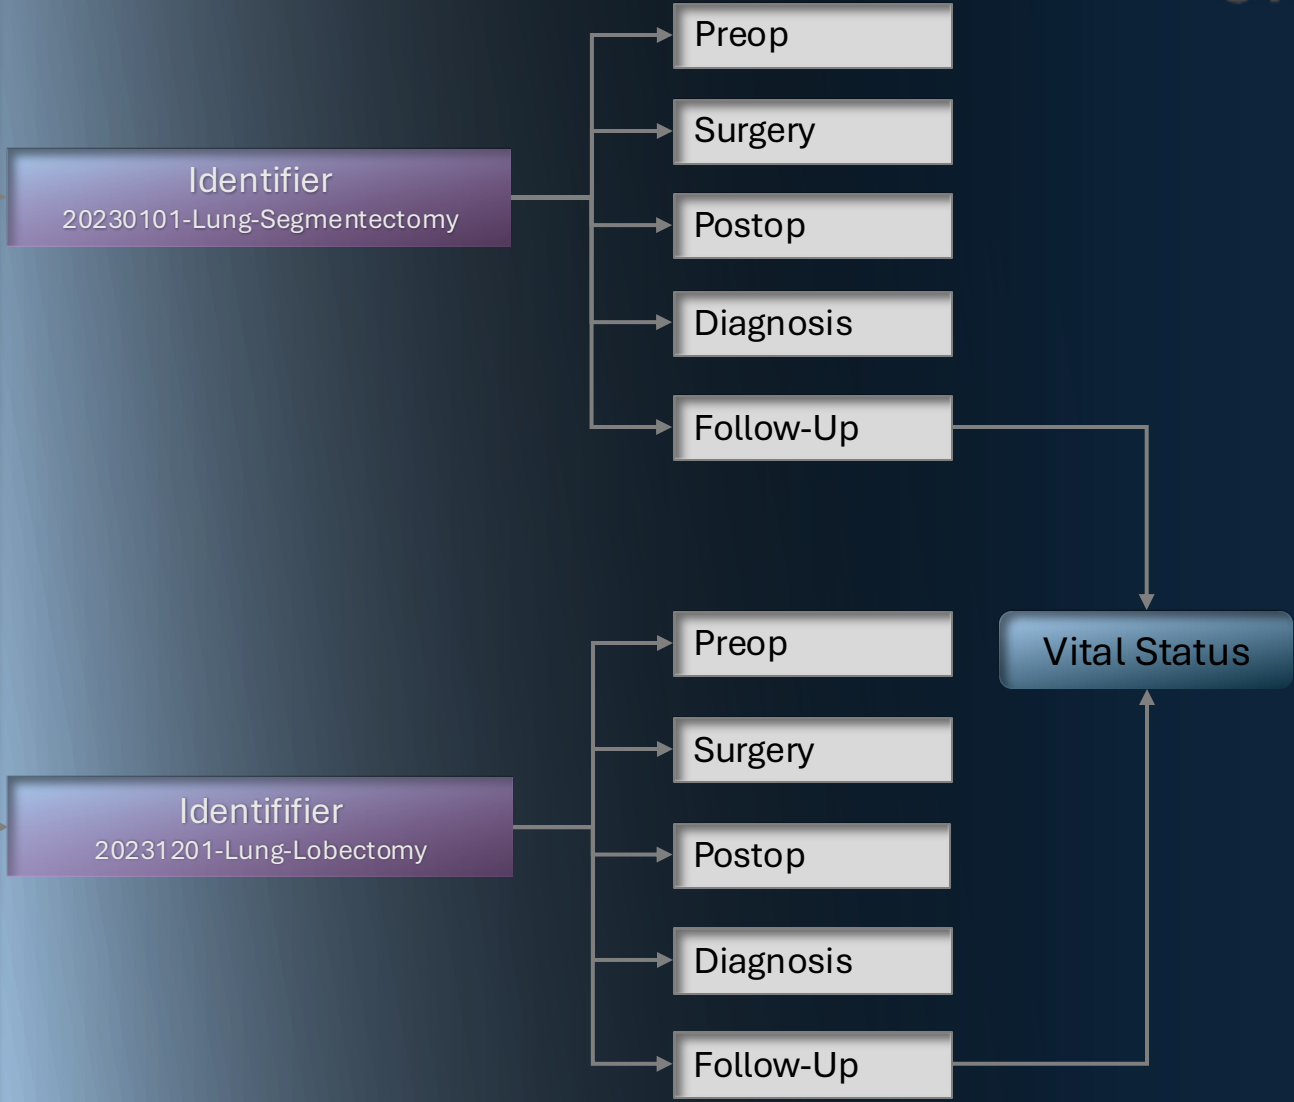 Preop
Surgery
Identifier
20230101-Lung-Segmentectomy
Postop
Diagnosis
Follow-Up
Preop
Vital Status
Surgery
Identififier
20231201-Lung-Lobectomy
Postop
Diagnosis
Follow-Up